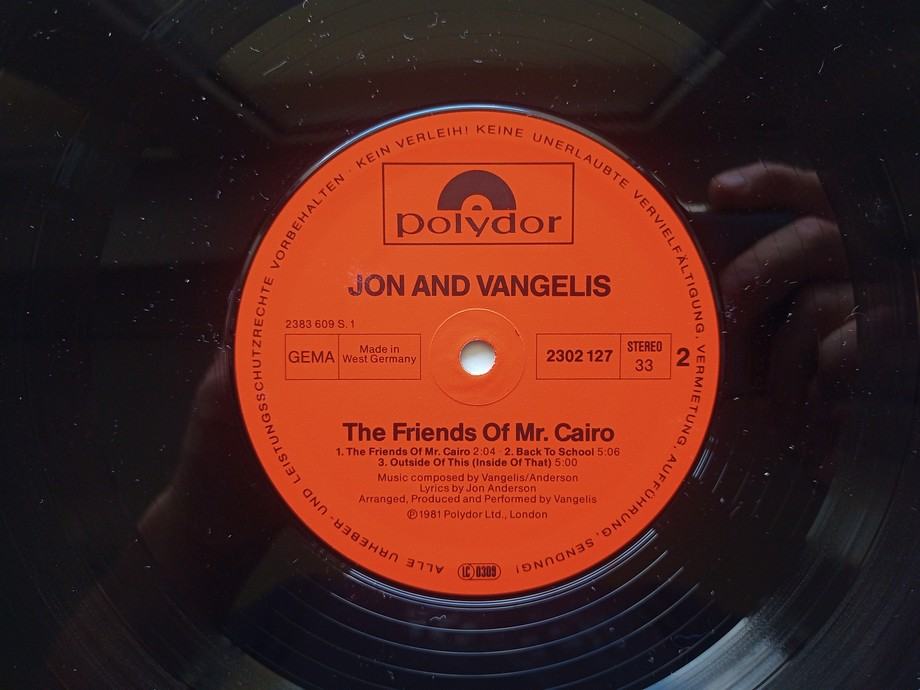 ALLE URHEBER- UND LEISTUNGSSCHUTZRECHTE VORBEHALTEN · KEIN VERLEIH! KEINE UNERLAUBTE VERVIELFÄLTIGUNG, VERMIETUNG, AUFFÜHRUNG, SENDUNG!
polydor
JON AND VANGELIS
2383 609 S. 1
GEMA
Made in
West Germany
2302 127
STEREO
33
2
The Friends Of Mr. Cairo
1. The Friends Of Mr. Cairo 2:04 · 2. Back To School 5:06
3. Outside Of This (Inside Of That) 5:00
Music composed by Vangelis/Anderson
Lyrics by Jon Anderson
Arranged, Produced and Performed by Vangelis
℗ 1981 Polydor Ltd., London
LC 0309